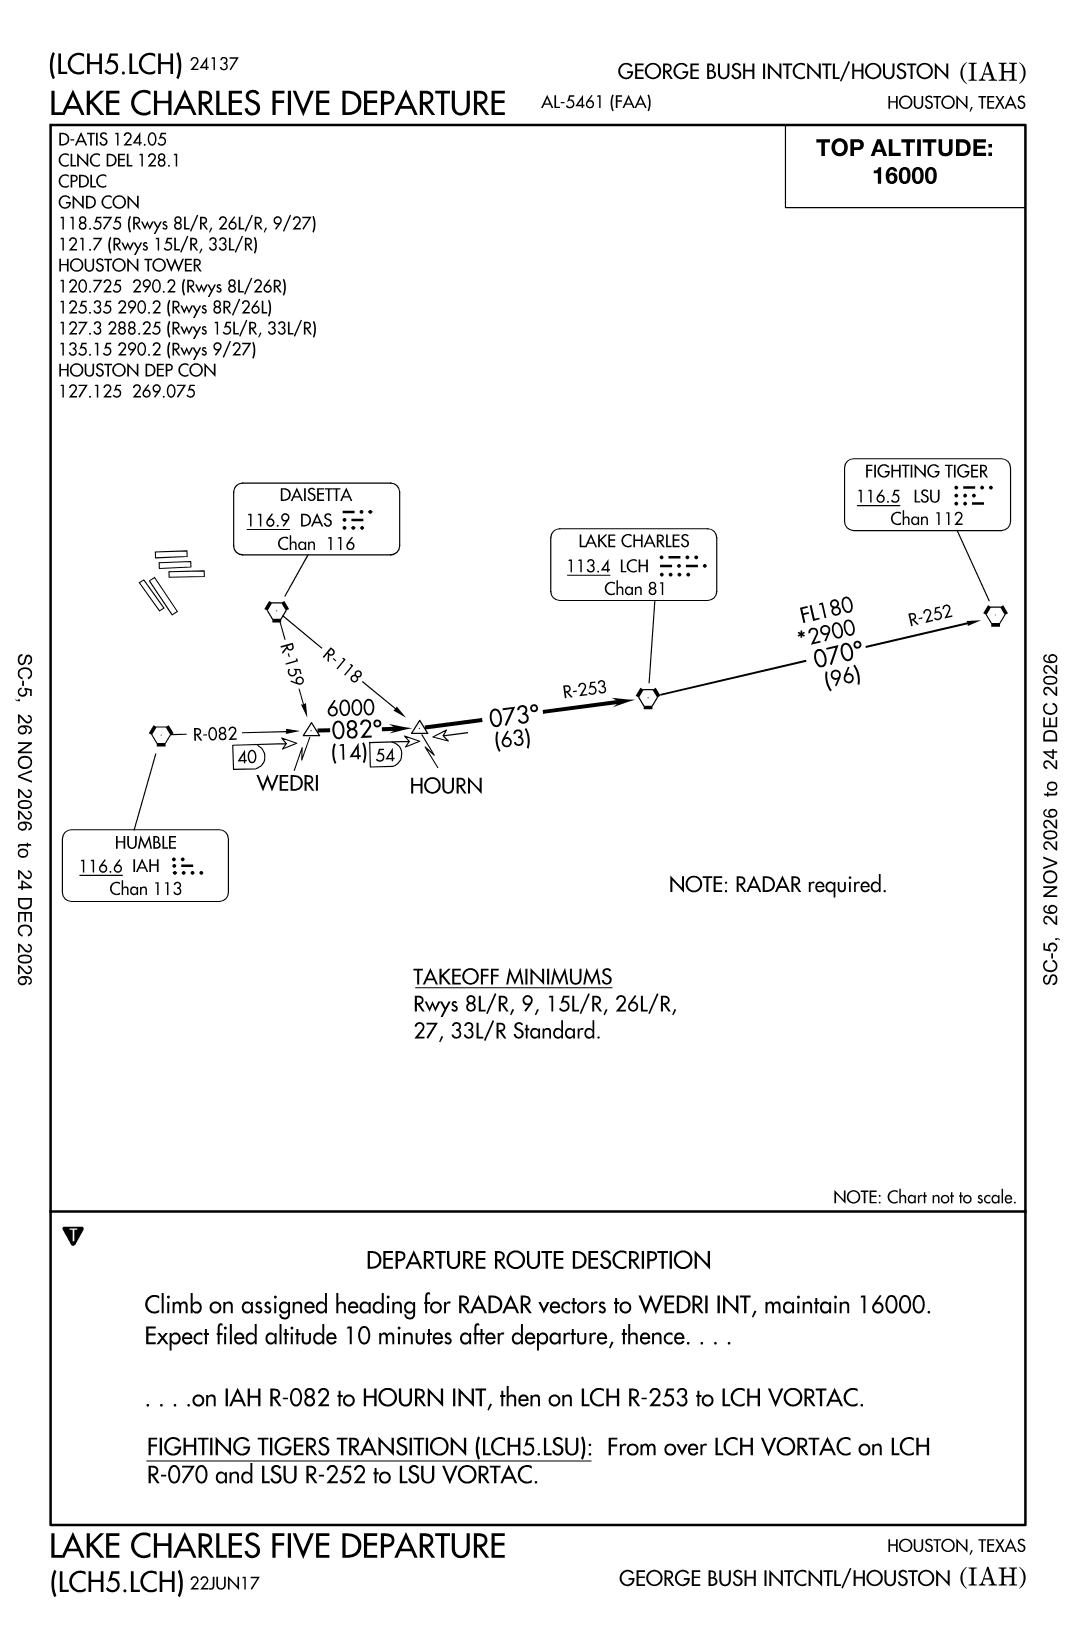 (LCH5.LCH) 24137
LAKE CHARLES FIVE DEPARTURE
AL-5461 (FAA)
GEORGE BUSH INTCNTL/HOUSTON (IAH)
HOUSTON, TEXAS
D-ATIS 124.05
CLNC DEL 128.1
CPDLC
GND CON
118.575 (Rwys 8L/R, 26L/R, 9/27)
121.7 (Rwys 15L/R, 33L/R)
HOUSTON TOWER
120.725 290.2 (Rwys 8L/26R)
125.35 290.2 (Rwys 8R/26L)
127.3 288.25 (Rwys 15L/R, 33L/R)
135.15 290.2 (Rwys 9/27)
HOUSTON DEP CON
127.125 269.075
TOP ALTITUDE:
16000
FIGHTING TIGER
116.5 LSU
Chan 112
DAISETTA
116.9 DAS
Chan 116
LAKE CHARLES
113.4 LCH
Chan 81
FL180
*2900
070°
(96)
R-252
R-159
R-118
R-253
073°
(63)
6000
082°
(14)
R-082
40
54
WEDRI
HOURN
HUMBLE
116.6 IAH
Chan 113
NOTE: RADAR required.
TAKEOFF MINIMUMS
Rwys 8L/R, 9, 15L/R, 26L/R,
27, 33L/R Standard.
NOTE: Chart not to scale.
SC-5, 26 NOV 2026 to 24 DEC 2026
SC-5, 26 NOV 2026 to 24 DEC 2026
T
DEPARTURE ROUTE DESCRIPTION
Climb on assigned heading for RADAR vectors to WEDRI INT, maintain 16000.
Expect filed altitude 10 minutes after departure, thence. . . .
. . . .on IAH R-082 to HOURN INT, then on LCH R-253 to LCH VORTAC.
FIGHTING TIGERS TRANSITION (LCH5.LSU): From over LCH VORTAC on LCH
R-070 and LSU R-252 to LSU VORTAC.
LAKE CHARLES FIVE DEPARTURE
(LCH5.LCH) 22JUN17
HOUSTON, TEXAS
GEORGE BUSH INTCNTL/HOUSTON (IAH)